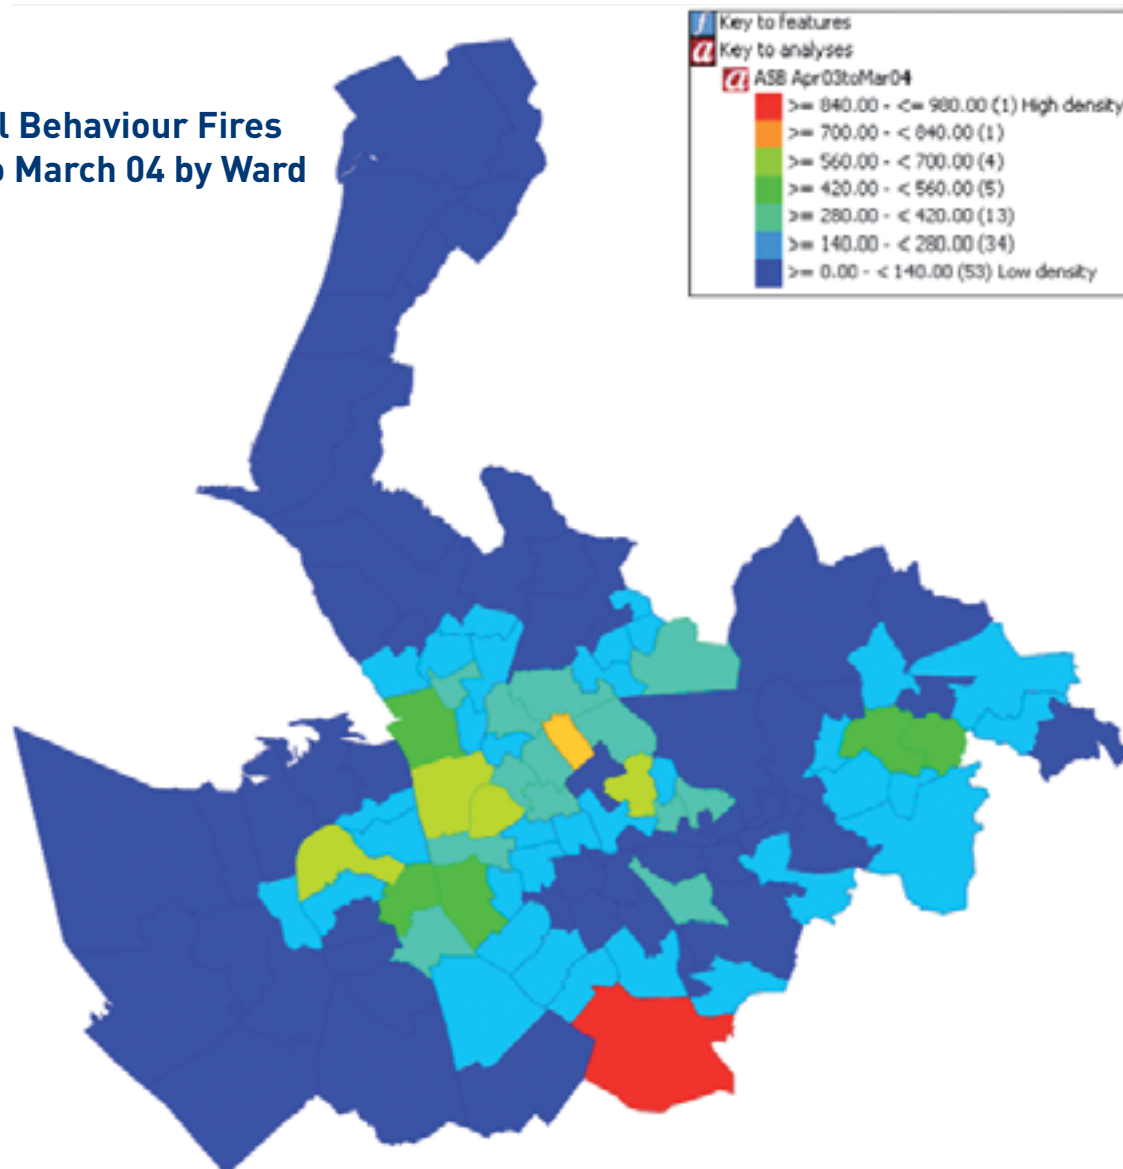 l Behaviour Fires
March 04 by Ward
f Key to features
a Key to analyses
a ASB Apr03toMar04
>= 840.00 - <= 980.00 (1) High density
>= 700.00 - < 840.00 (1)
>= 560.00 - < 700.00 (4)
>= 420.00 - < 560.00 (5)
>= 280.00 - < 420.00 (13)
>= 140.00 - < 280.00 (34)
>= 0.00 - < 140.00 (53) Low density